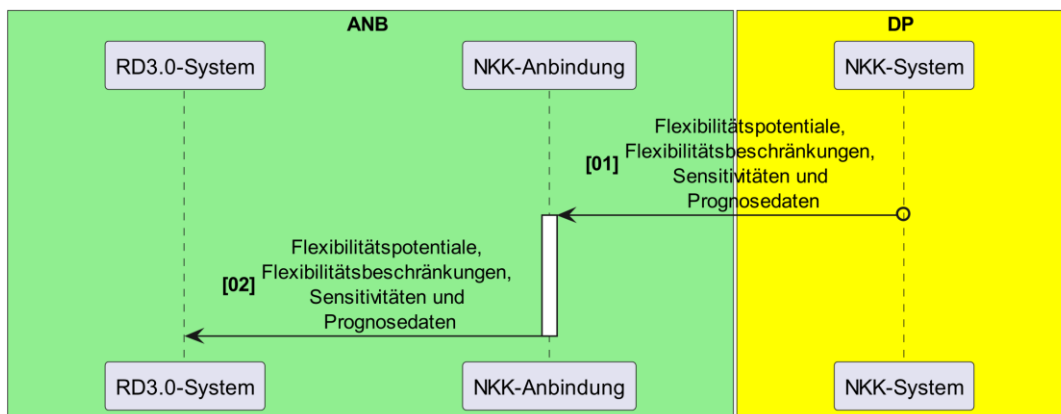 ANB
DP
RD3.0-System
NKK-Anbindung
NKK-System
[01]
Flexibilitätspotentiale,
Flexibilitätsbeschränkungen,
Sensitivitäten und
Prognosedaten
[02]
Flexibilitätspotentiale,
Flexibilitätsbeschränkungen,
Sensitivitäten und
Prognosedaten
RD3.0-System
NKK-Anbindung
NKK-System